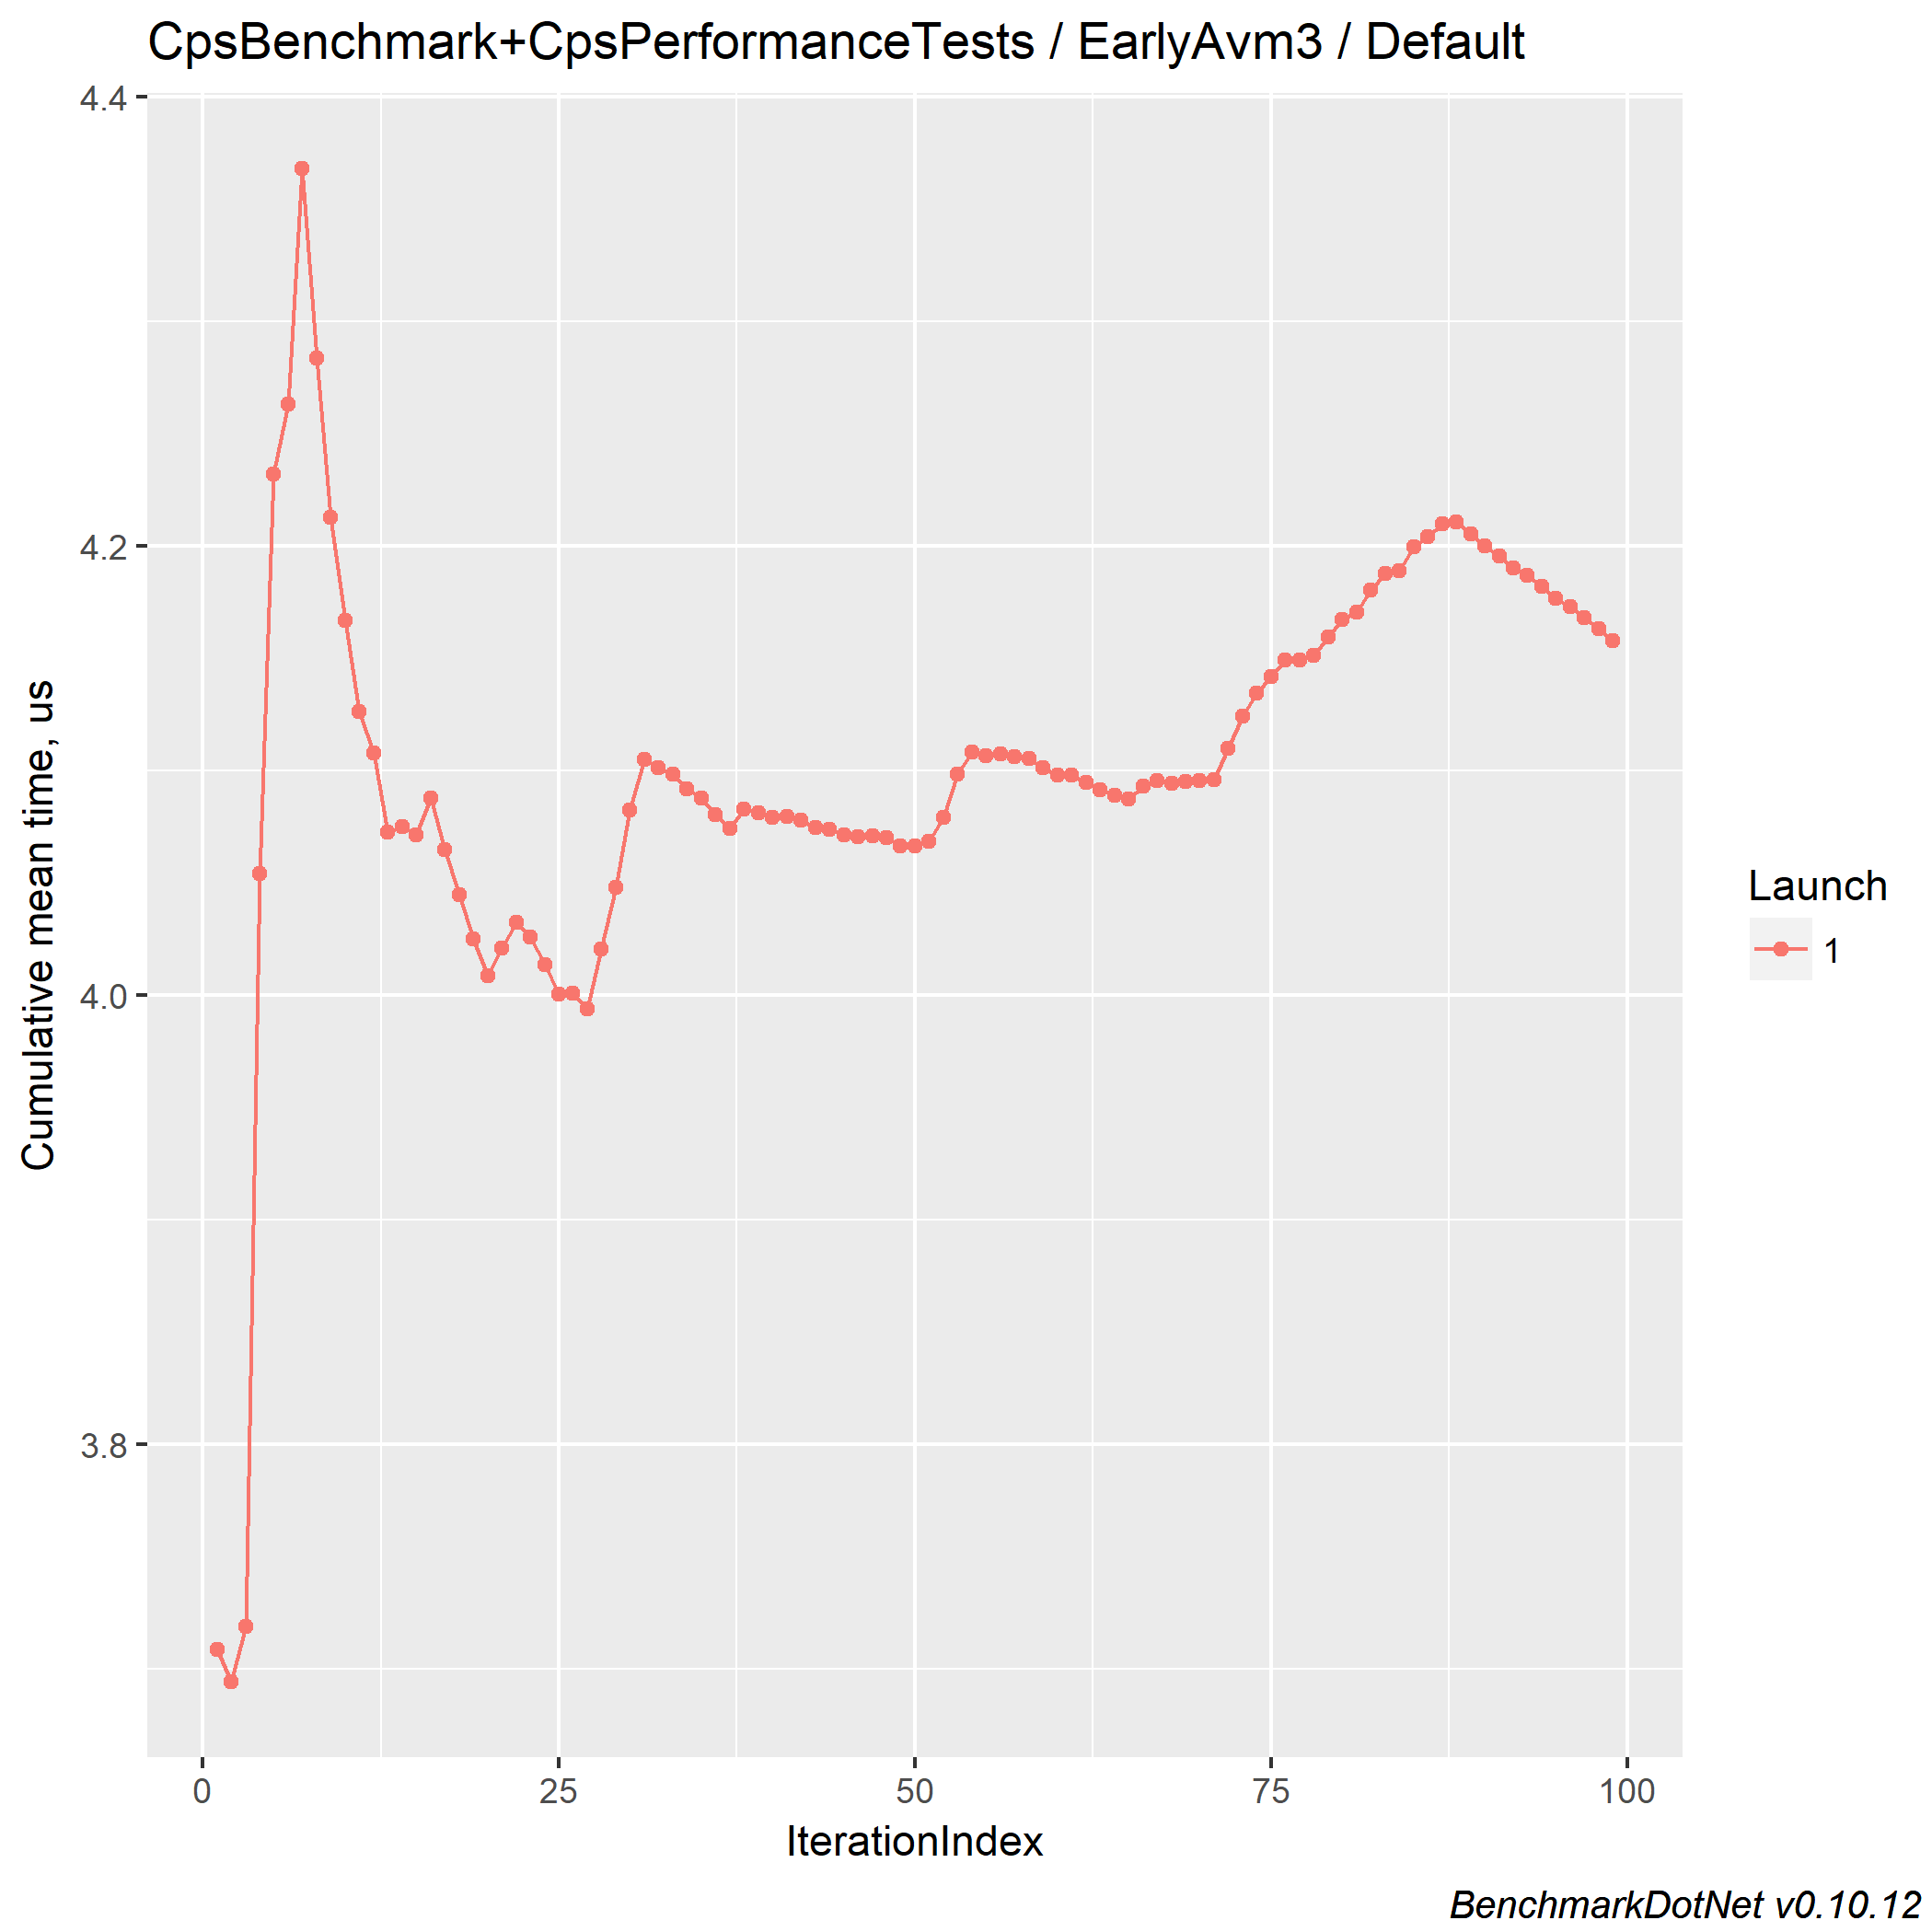 CpsBenchmark+CpsPerformanceTests / EarlyAvm3 / Default
4.4
4.2
4.0
3.8
Cumulative mean time, us
0 25 50 75 100
IterationIndex
Launch
1
BenchmarkDotNet v0.10.12